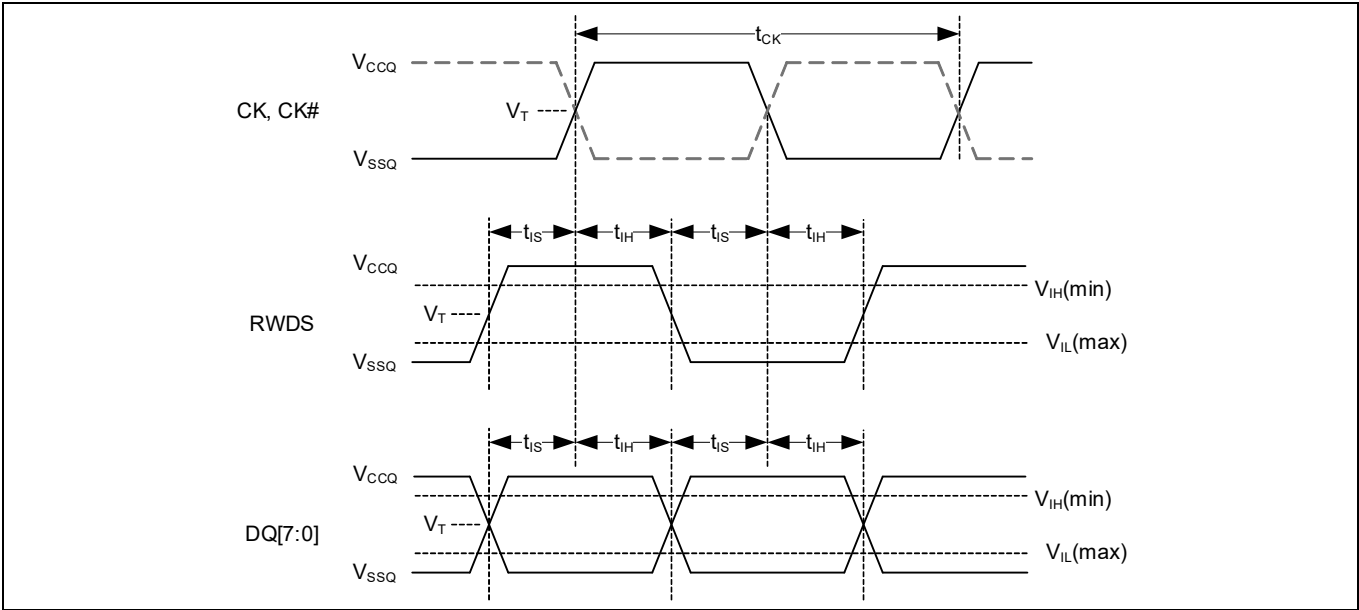 tCK
VCCQ
CK, CK#
VT
VSSQ
tIS tIH tIS tIH
VCCQ
VIH(min)
VT
RWDS
VIL(max)
VSSQ
tIS tIH tIS tIH
VCCQ
VIH(min)
VT
DQ[7:0]
VIL(max)
VSSQ